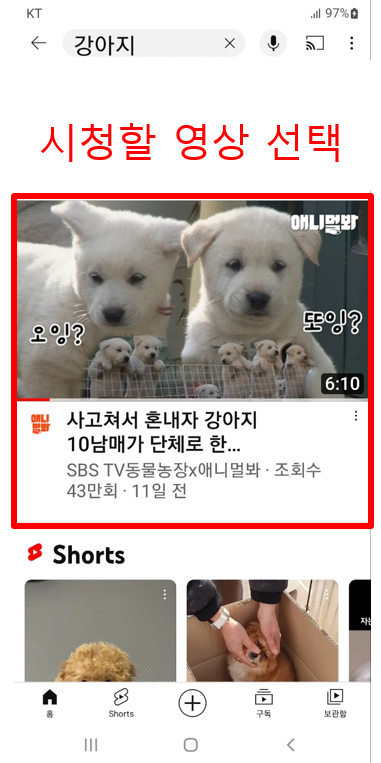 KT 97%
강아지
시청할 영상 선택
애니멀봐
오잉?
또잉?
6:10
애니멀봐
사고쳐서 혼내자 강아지
10남매가 단체로 한...
SBS TV동물농장x애니멀봐 · 조회수
43만회 · 11일 전
Shorts
홈 Shorts 구독 보관함